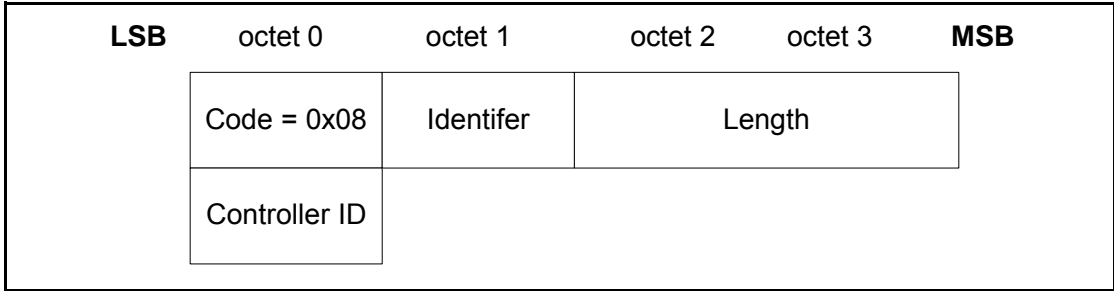 LSB octet 0 octet 1 octet 2 octet 3 MSB
Code = 0x08 Identifer Length
Controller ID